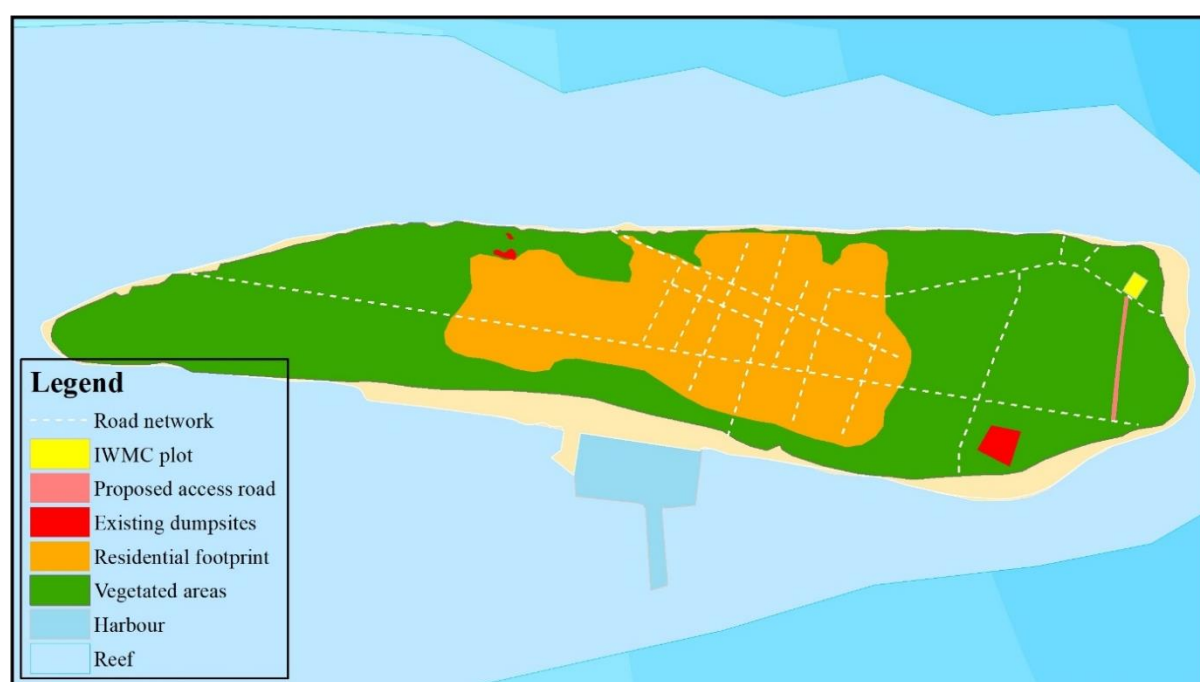 Legend
Road network
IWMC plot
Proposed access road
Existing dumpsites
Residential footprint
Vegetated areas
Harbour
Reef